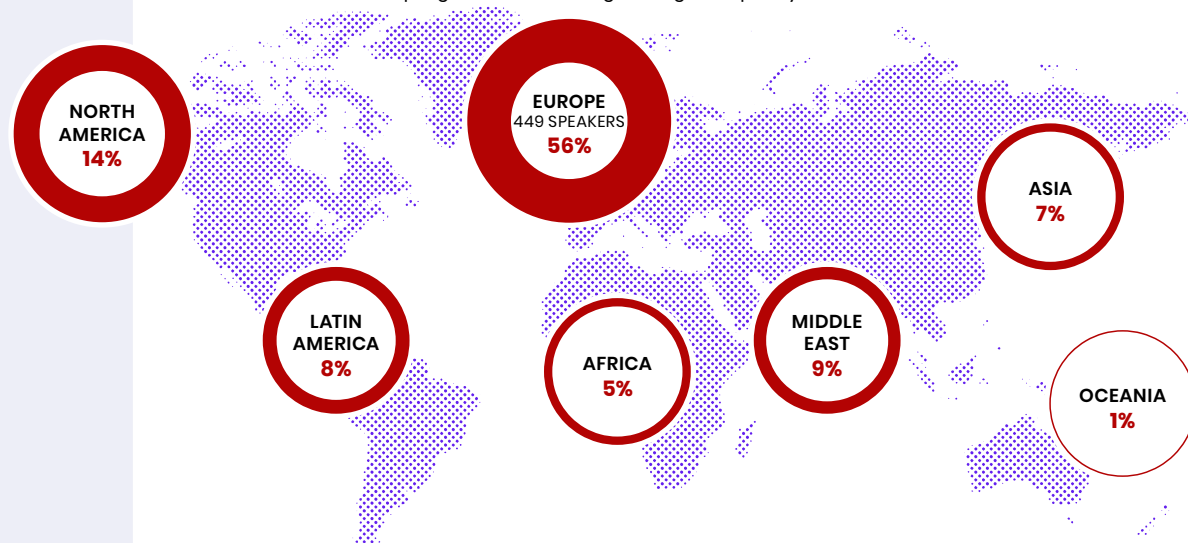 NORTH
AMERICA
14%
EUROPE
449 SPEAKERS
56%
ASIA
7%
LATIN
AMERICA
8%
AFRICA
5%
MIDDLE
EAST
9%
OCEANIA
1%